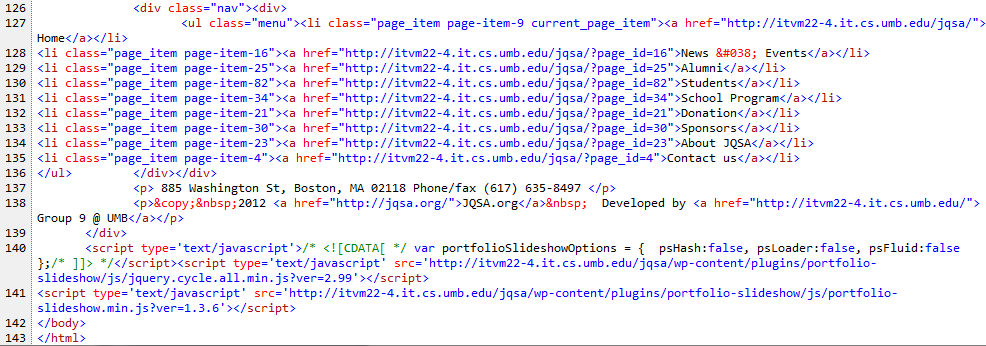 126 <div class="nav"><div>
127 <ul class="menu"><li class="page_item page-item-9 current_page_item"><a href="http://itvm22-4.it.cs.umb.edu/jqsa/">
Home</a></li>
128 <li class="page_item page-item-16"><a href="http://itvm22-4.it.cs.umb.edu/jqsa/?page_id=16">News &#038; Events</a></li>
129 <li class="page_item page-item-25"><a href="http://itvm22-4.it.cs.umb.edu/jqsa/?page_id=25">Alumni</a></li>
130 <li class="page_item page-item-82"><a href="http://itvm22-4.it.cs.umb.edu/jqsa/?page_id=82">Students</a></li>
131 <li class="page_item page-item-34"><a href="http://itvm22-4.it.cs.umb.edu/jqsa/?page_id=34">School Program</a></li>
132 <li class="page_item page-item-21"><a href="http://itvm22-4.it.cs.umb.edu/jqsa/?page_id=21">Donation</a></li>
133 <li class="page_item page-item-30"><a href="http://itvm22-4.it.cs.umb.edu/jqsa/?page_id=30">Sponsors</a></li>
134 <li class="page_item page-item-23"><a href="http://itvm22-4.it.cs.umb.edu/jqsa/?page_id=23">About JQSA</a></li>
135 <li class="page_item page-item-4"><a href="http://itvm22-4.it.cs.umb.edu/jqsa/?page_id=4">Contact us</a></li>
136 </ul> </div></div>
137 <p> 885 Washington St, Boston, MA 02118 Phone/fax (617) 635-8497 </p>
138 <p>&copy;&nbsp;2012 <a href="http://jqsa.org/">JQSA.org</a>&nbsp; Developed by <a href="http://itvm22-4.it.cs.umb.edu/">
Group 9 @ UMB</a></p>
139 </div>
140 <script type='text/javascript'>/* <![CDATA[ */ var portfolioSlideshowOptions = { psHash:false, psLoader:false, psFluid:false
};/* ]]> */</script><script type='text/javascript' src='http://itvm22-4.it.cs.umb.edu/jqsa/wp-content/plugins/portfolio-
slideshow/js/jquery.cycle.all.min.js?ver=2.99'></script>
141 <script type='text/javascript' src='http://itvm22-4.it.cs.umb.edu/jqsa/wp-content/plugins/portfolio-slideshow/js/portfolio-
slideshow.min.js?ver=1.3.6'></script>
142 </body>
143 </html>